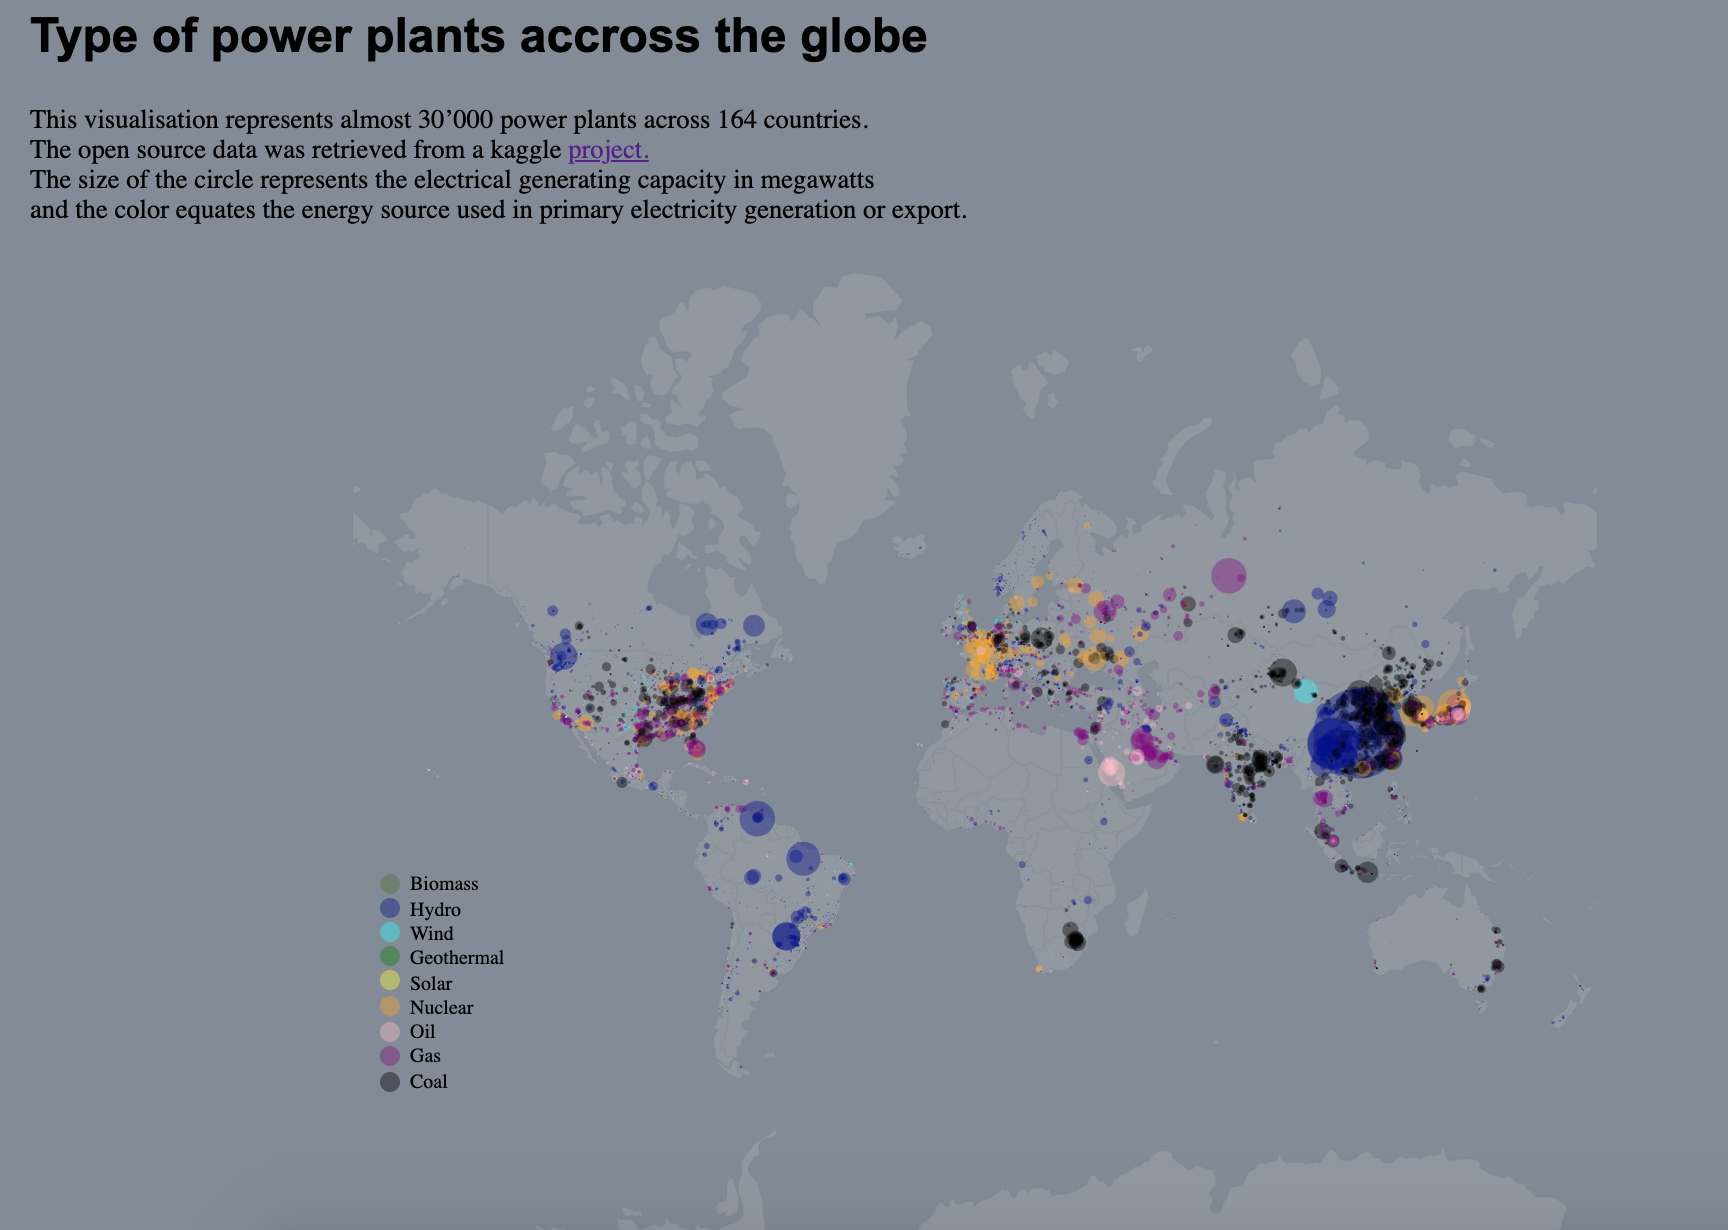 Type of power plants accross the globe
This visualisation represents almost 30’000 power plants across 164 countries.
The open source data was retrieved from a kaggle project.
The size of the circle represents the electrical generating capacity in megawatts
and the color equates the energy source used in primary electricity generation or export.
Biomass
Hydro
Wind
Geothermal
Solar
Nuclear
Oil
Gas
Coal